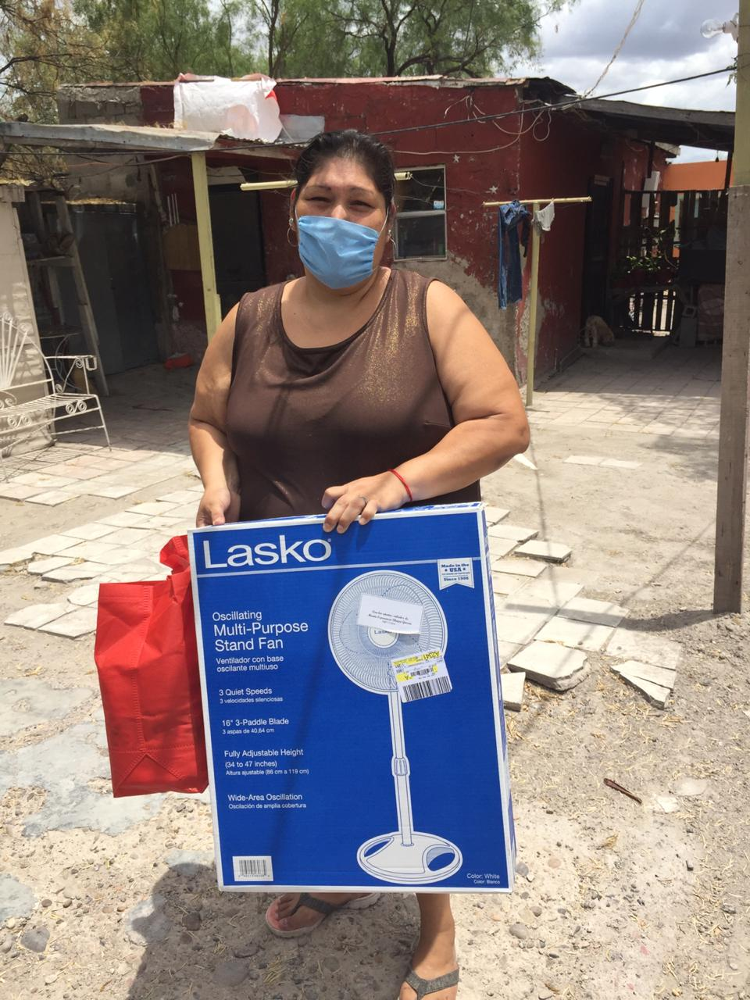 Lasko®
Made in the
USA
Since 1906
Oscillating
Multi-Purpose
Stand Fan
Ventilador con base
oscilante multiuso
Lasko
3 Quiet Speeds
3 velocidades silenciosas
16" 3-Paddle Blade
3 aspas de 40,64 cm
Fully Adjustable Height
(34 to 47 inches)
Altura ajustable (86 cm a 119 cm)
Wide-Area Oscillation
Oscilación de amplia cobertura
Color: White
Color: Blanco